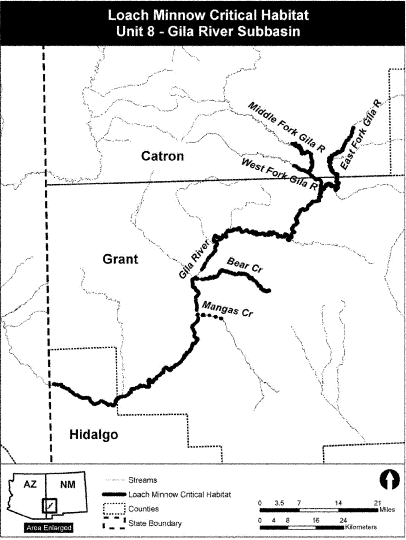 Loach Minnow Critical Habitat
Unit 8 - Gila River Subbasin
Middle Fork Gila R
East Fork Gila R
Catron
West Fork Gila R
Grant
Gila River
Bear Cr
Mangas Cr
Hidalgo
AZ
NM
Area Enlarged
Streams
Loach Minnow Critical Habitat
Counties
State Boundary
0 3.5 7 14 21
Miles
0 4 8 16 24
Kilometers